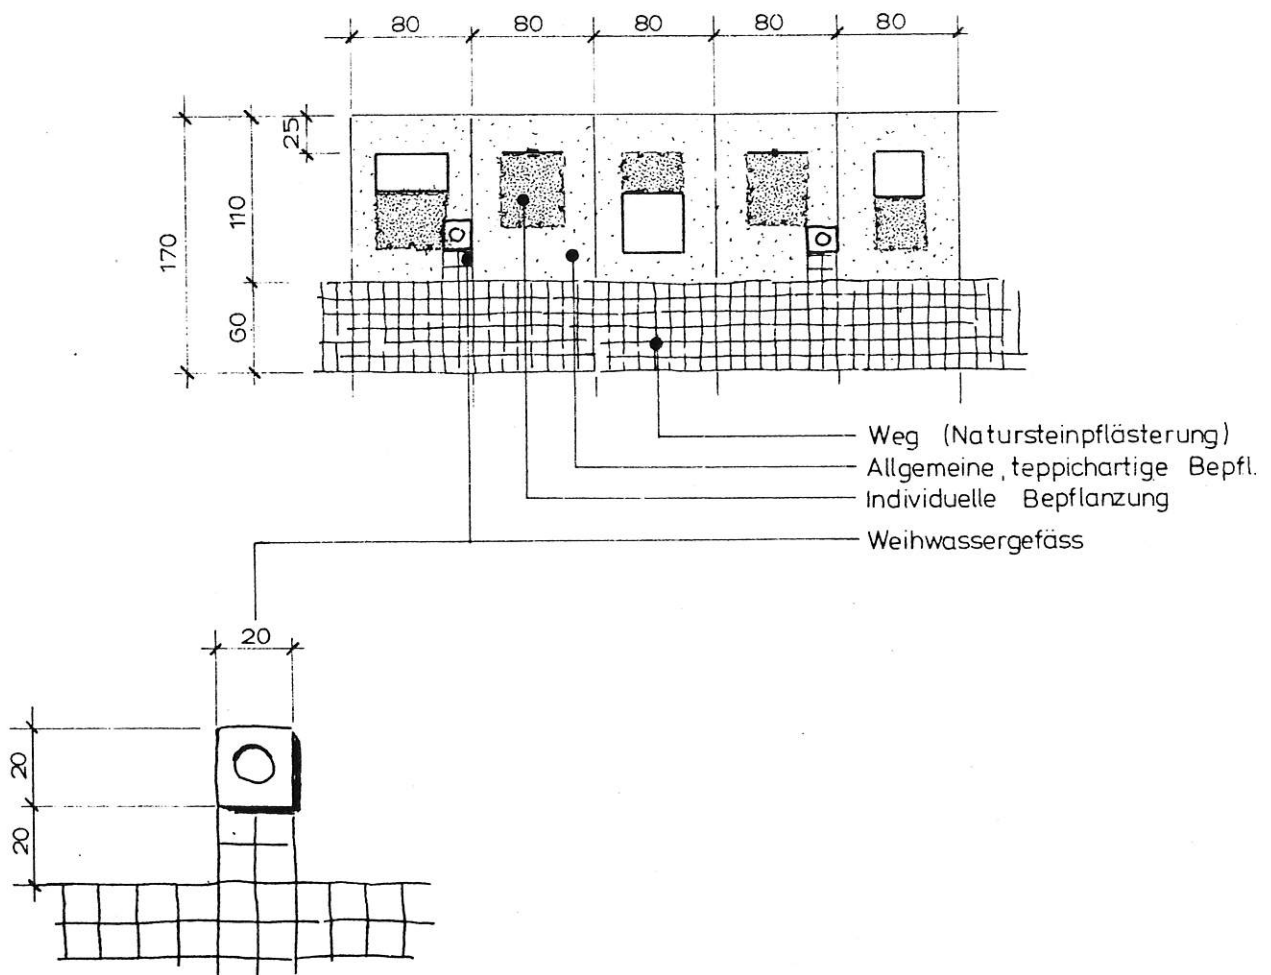 80 80 80 80 80
25
110
170
60
Weg (Natursteinpflästerung)
Allgemeine, teppichartige Bepfl.
Individuelle Bepflanzung
Weihwassergefäss
20
20
20